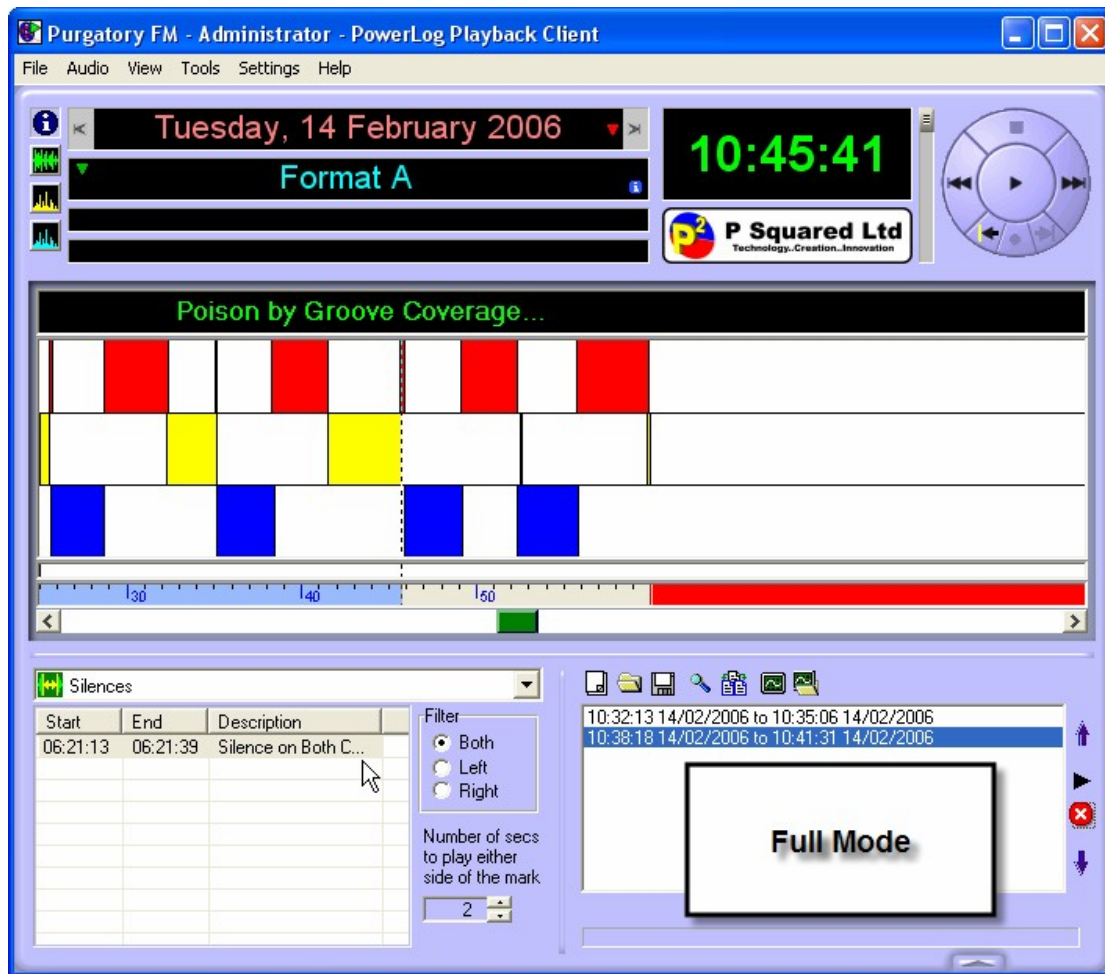 Purgatory FM - Administrator - PowerLog Playback Client
File Audio View Tools Settings Help
Tuesday, 14 February 2006
10:45:41
Format A
P² P Squared Ltd
Technology..Creation..Innovation
Poison by Groove Coverage...
30 40 50
Silences
Start End Description
06:21:13 06:21:39 Silence on Both C...
Filter
Both
Left
Right
Number of secs
to play either
side of the mark
2
10:32:13 14/02/2006 to 10:35:06 14/02/2006
10:38:18 14/02/2006 to 10:41:31 14/02/2006
Full Mode